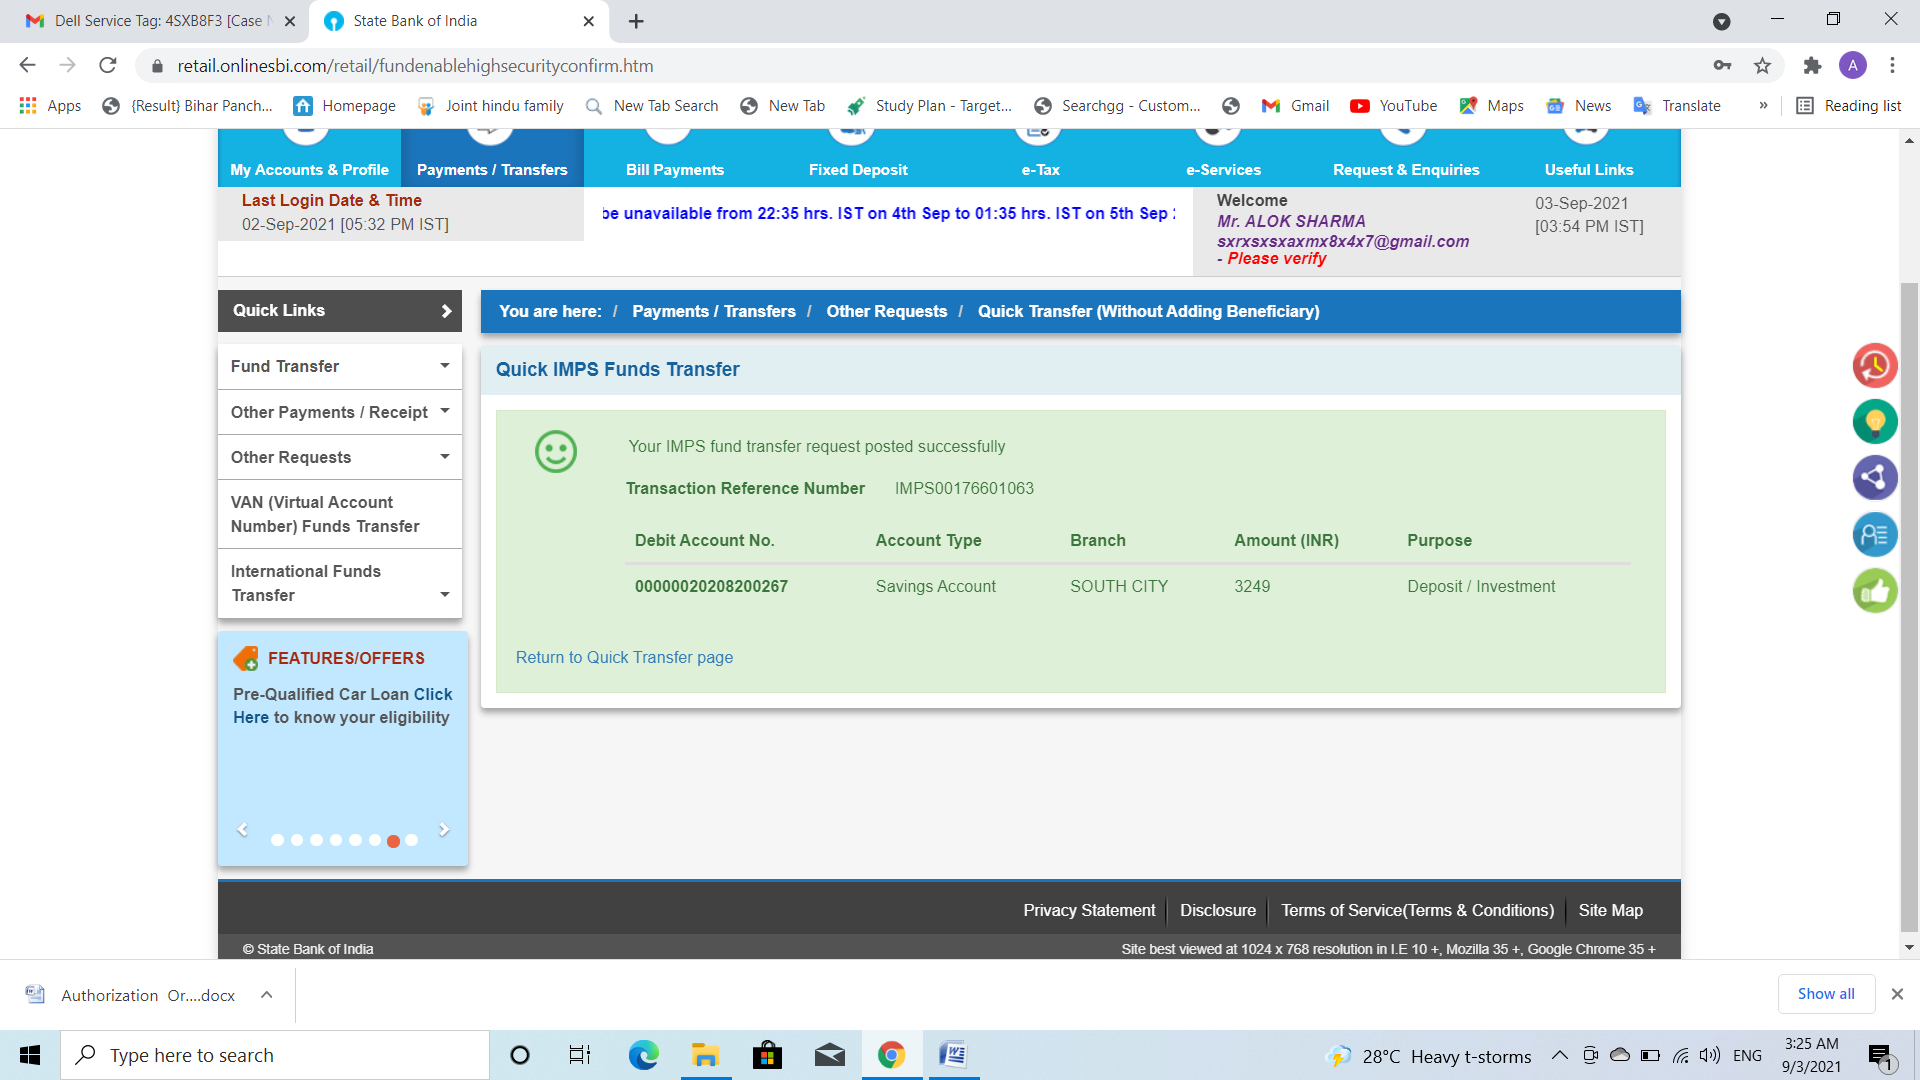 Dell Service Tag: 4SXB8F3 [Case N
State Bank of India
retail.onlinesbi.com/retail/fundenablehighsecurityconfirm.htm
A
Apps
{Result} Bihar Panch...
Homepage
Joint hindu family
New Tab Search
New Tab
Study Plan - Target...
Searchgg - Custom...
Gmail
YouTube
Maps
News
Translate
»
Reading list
My Accounts & Profile
Payments / Transfers
Bill Payments
Fixed Deposit
e-Tax
e-Services
Request & Enquiries
Useful Links
Last Login Date & Time
02-Sep-2021 [05:32 PM IST]
be unavailable from 22:35 hrs. IST on 4th Sep to 01:35 hrs. IST on 5th Sep
Welcome
Mr. ALOK SHARMA
sxrxsxsxaxmx8x4x7@gmail.com
- Please verify
03-Sep-2021
[03:54 PM IST]
Quick Links
You are here: / Payments / Transfers / Other Requests / Quick Transfer (Without Adding Beneficiary)
Fund Transfer
Other Payments / Receipt
Other Requests
VAN (Virtual Account
Number) Funds Transfer
International Funds
Transfer
Quick IMPS Funds Transfer
Your IMPS fund transfer request posted successfully
Transaction Reference Number IMPS00176601063
Debit Account No. Account Type Branch Amount (INR) Purpose
00000020208200267 Savings Account SOUTH CITY 3249 Deposit / Investment
Return to Quick Transfer page
FEATURES/OFFERS
Pre-Qualified Car Loan Click
Here to know your eligibility
Privacy Statement
Disclosure
Terms of Service(Terms & Conditions)
Site Map
© State Bank of India
Site best viewed at 1024 x 768 resolution in I.E 10 +, Mozilla 35 +, Google Chrome 35 +
Authorization Or....docx
Show all
Type here to search
28°C Heavy t-storms
ENG
3:25 AM
9/3/2021
1